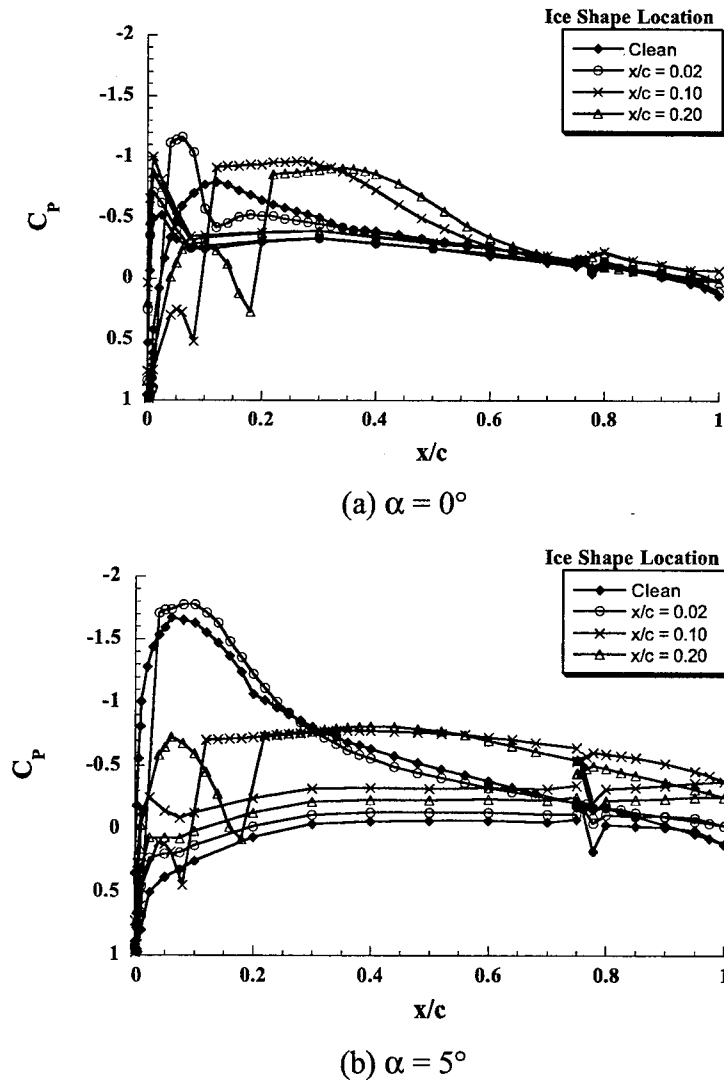 Ice Shape Location
Clean
x/c = 0.02
x/c = 0.10
x/c = 0.20
-2
-1.5
-1
-0.5
0
0.5
1
C_P
0 0.2 0.4 0.6 0.8 1
x/c
(a) α = 0°
Ice Shape Location
Clean
x/c = 0.02
x/c = 0.10
x/c = 0.20
-2
-1.5
-1
-0.5
0
0.5
1
C_P
0 0.2 0.4 0.6 0.8 1
x/c
(b) α = 5°